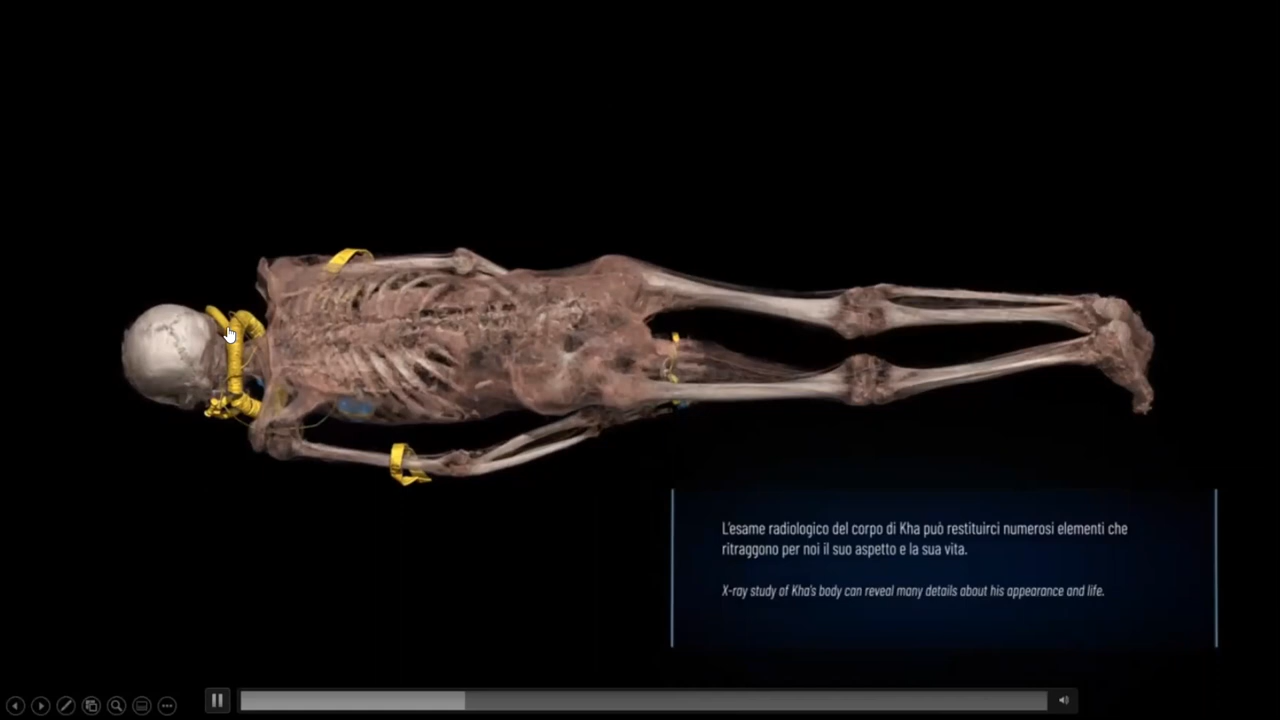 L'esame radiologico del corpo di Kha può restituirci numerosi elementi che
ritraggono per noi il suo aspetto e la sua vita.
X-ray study of Kha's body can reveal many details about his appearance and life.